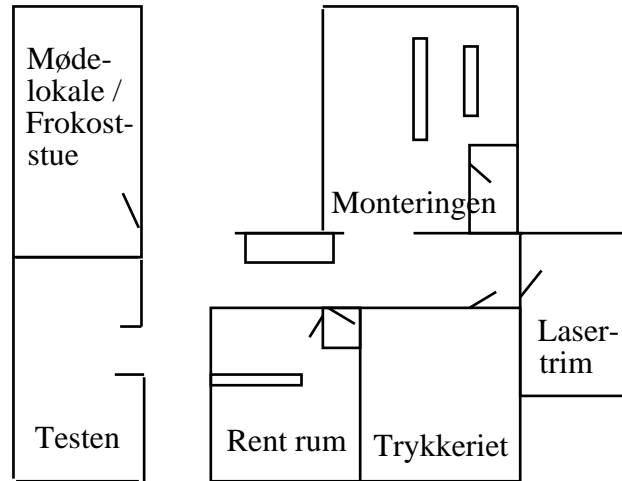 Møde-
lokale /
Frokost-
stue
Monteringen
Laser-
trim
Testen
Rent rum
Trykkeriet